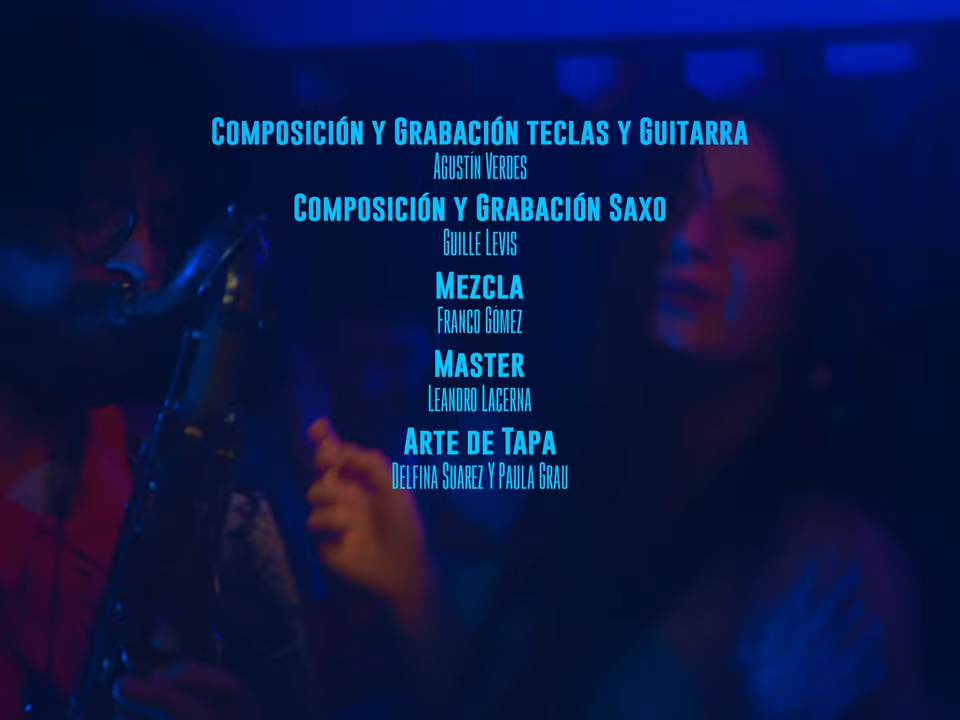 Composición y Grabación teclas y Guitarra
Agustín Verdes
Composición y Grabación Saxo
Guille Levis
Mezcla
Franco Gómez
Master
Leandro Lacerna
Arte de Tapa
Delfina Suarez Y Paula Grau